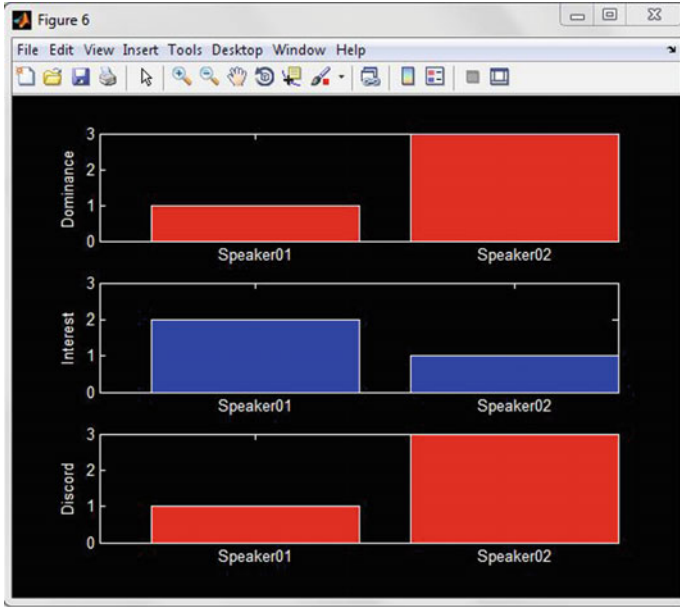 Figure 6
File Edit View Insert Tools Desktop Window Help
3
2
1
0
Dominance
Speaker01 Speaker02
3
2
1
0
Interest
Speaker01 Speaker02
3
2
1
0
Discord
Speaker01 Speaker02